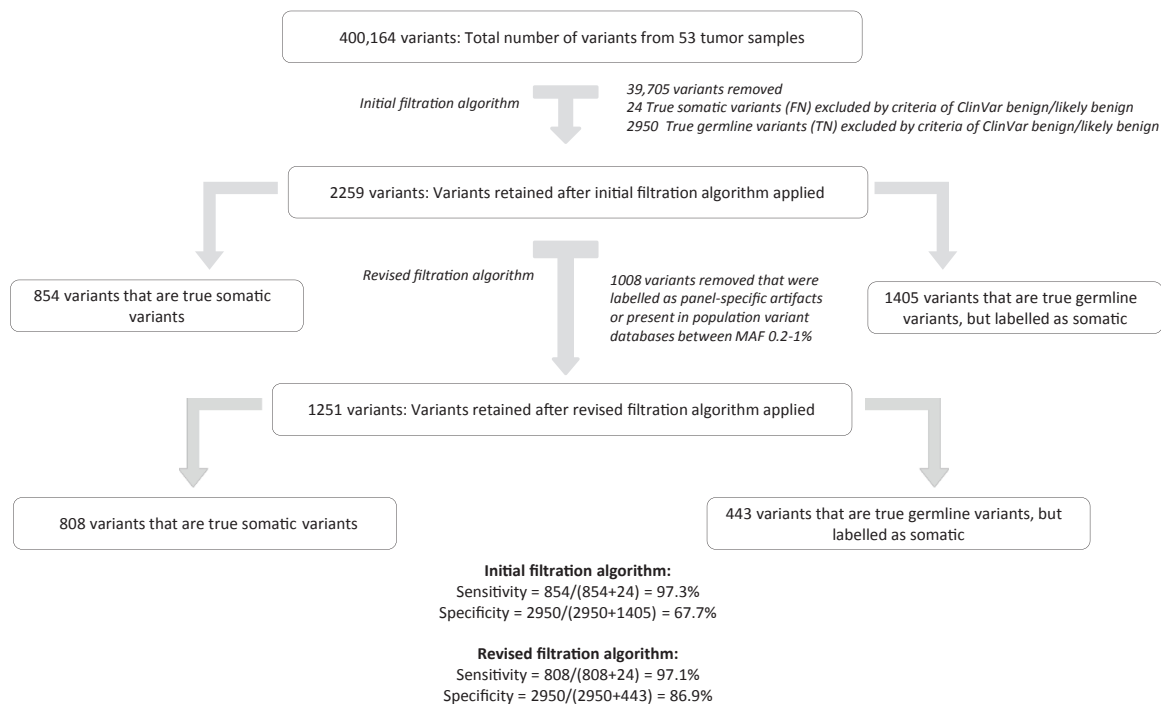 400,164 variants: Total number of variants from 53 tumor samples
Initial filtration algorithm
39,705 variants removed
24 True somatic variants (FN) excluded by criteria of ClinVar benign/likely benign
2950 True germline variants (TN) excluded by criteria of ClinVar benign/likely benign
2259 variants: Variants retained after initial filtration algorithm applied
Revised filtration algorithm
1008 variants removed that were
labelled as panel-specific artifacts
or present in population variant
databases between MAF 0.2-1%
854 variants that are true somatic
variants
1405 variants that are true germline
variants, but labelled as somatic
1251 variants: Variants retained after revised filtration algorithm applied
808 variants that are true somatic variants
443 variants that are true germline variants, but
labelled as somatic
Initial filtration algorithm:
Sensitivity = 854/(854+24) = 97.3%
Specificity = 2950/(2950+1405) = 67.7%
Revised filtration algorithm:
Sensitivity = 808/(808+24) = 97.1%
Specificity = 2950/(2950+443) = 86.9%